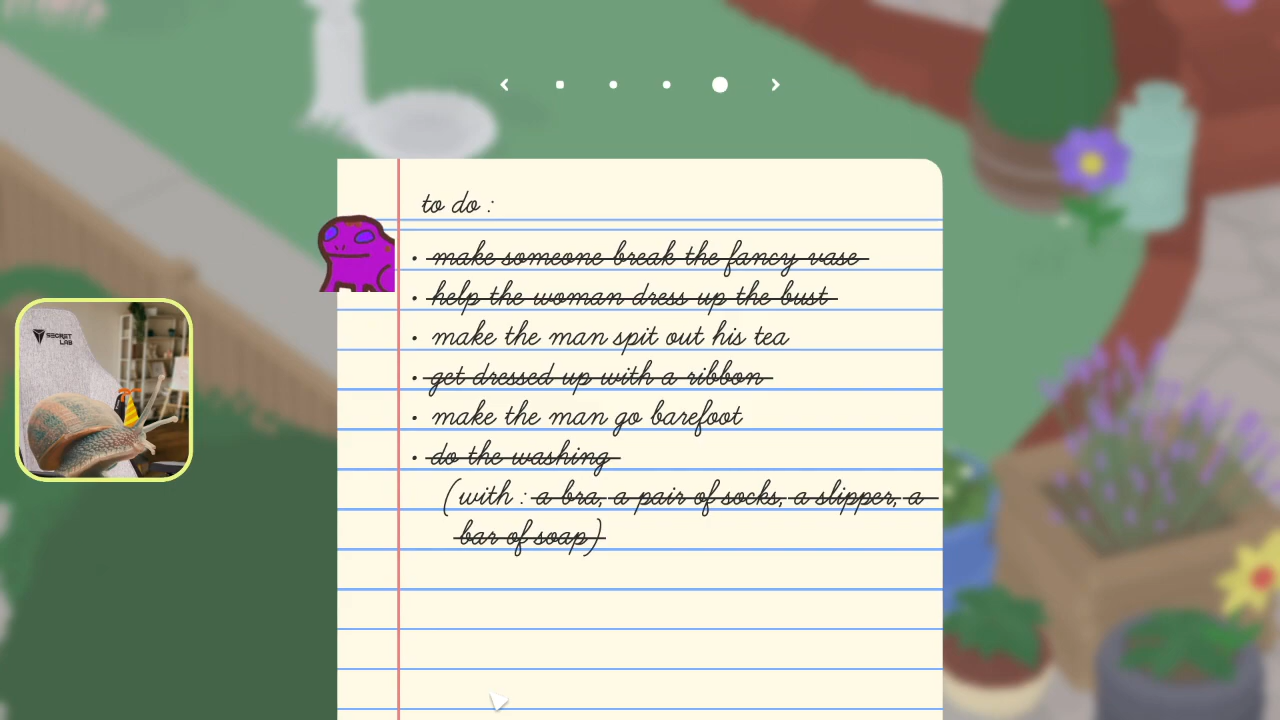 to do :
• make someone break the fancy vase
• help the woman dress up the bust
• make the man spit out his tea
• get dressed up with a ribbon
• make the man go barefoot
• do the washing
(with : a bra, a pair of socks, a slipper, a
bar of soap)
SECRET
LAB